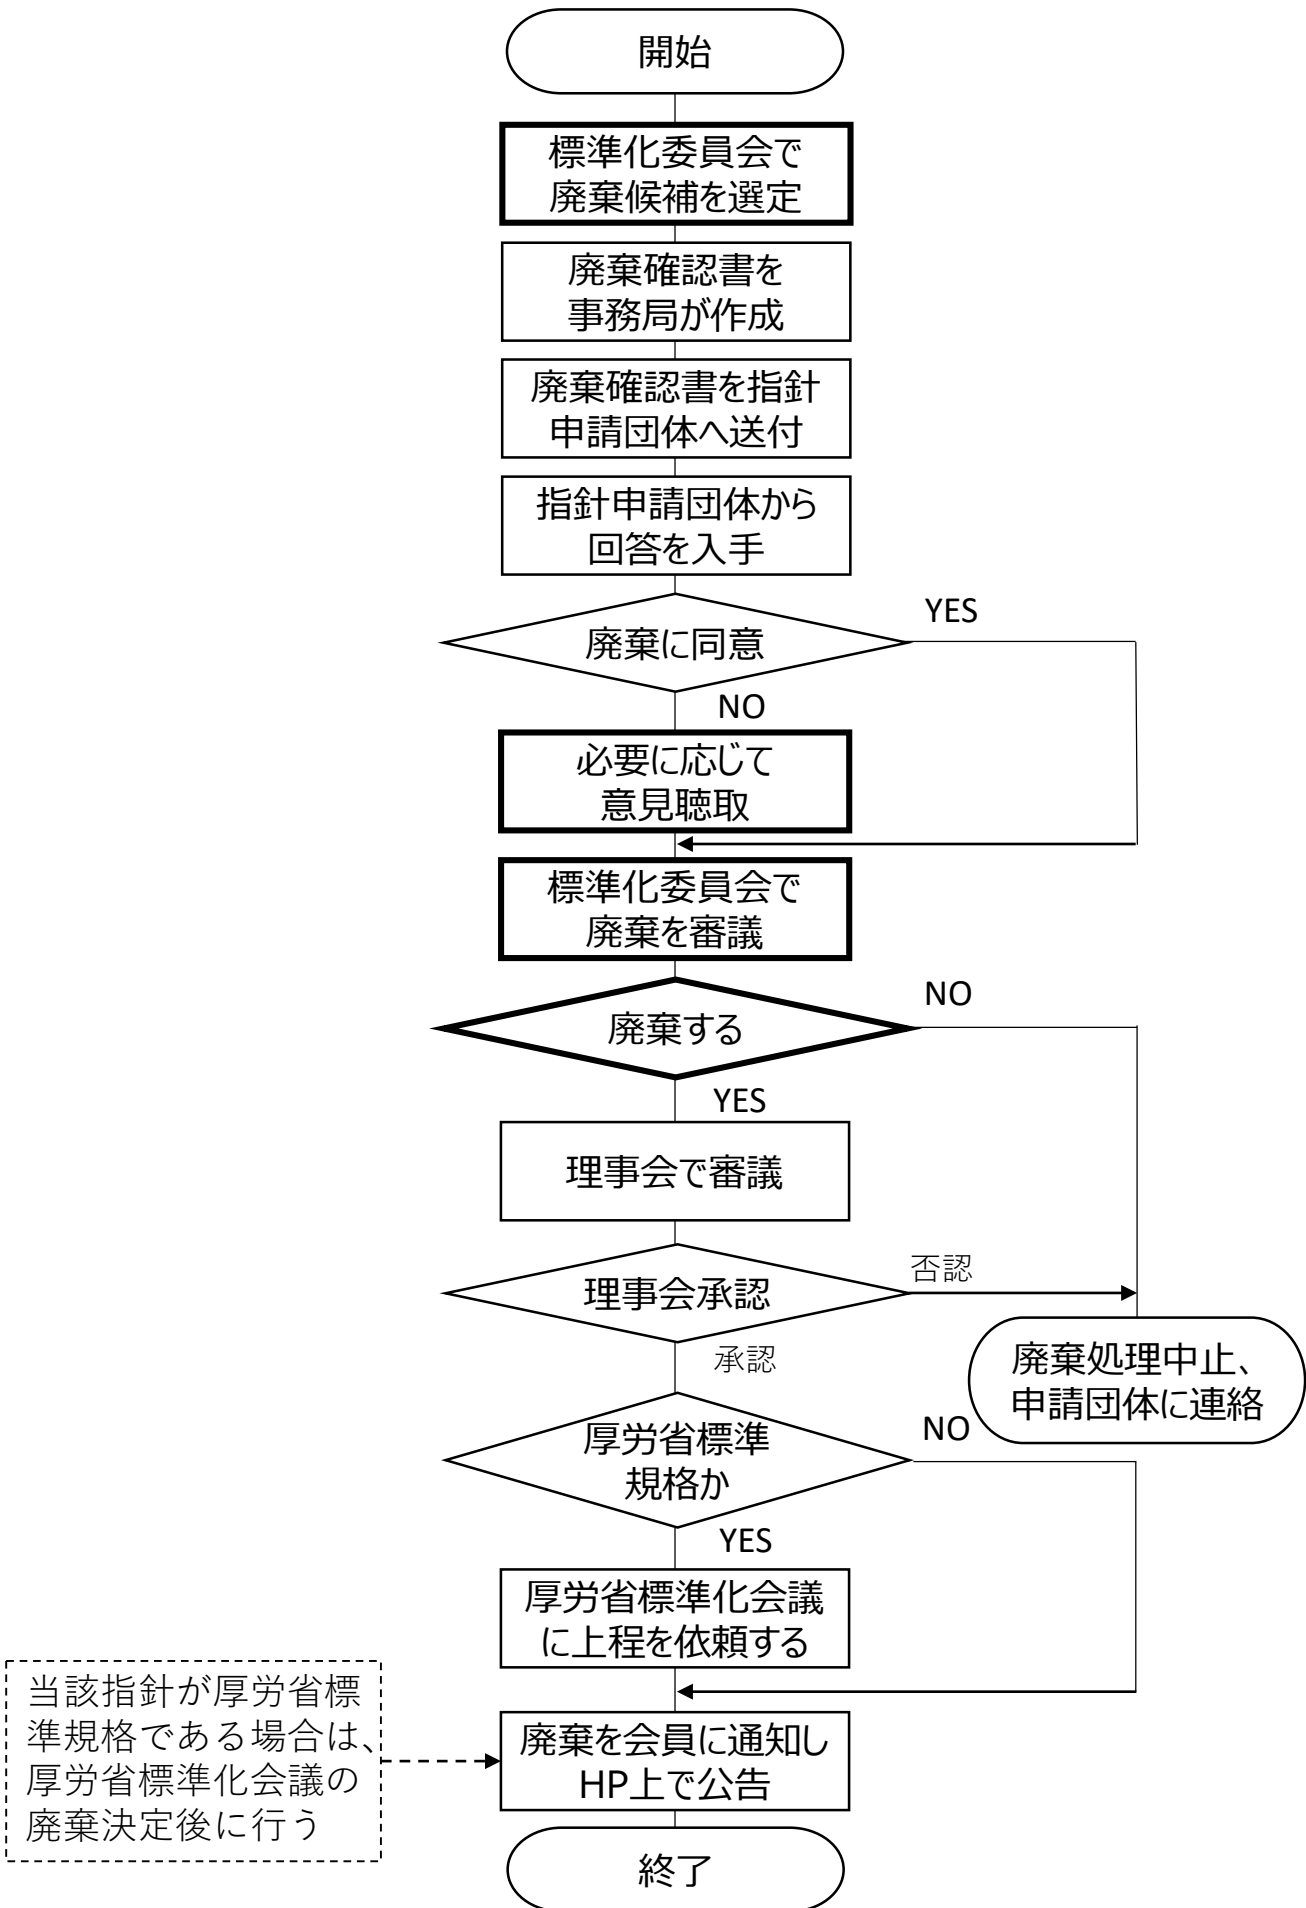 開始
標準化委員会で
廃棄候補を選定
廃棄確認書を
事務局が作成
廃棄確認書を指針
申請団体へ送付
指針申請団体から
回答を入手
廃棄に同意
YES
NO
必要に応じて
意見聴取
標準化委員会で
廃棄を審議
廃棄する
NO
YES
理事会で審議
理事会承認
否認
承認
廃棄処理中止、
申請団体に連絡
厚労省標準
規格か
NO
YES
厚労省標準化会議
に上程を依頼する
当該指針が厚労省標
準規格である場合は、
厚労省標準化会議の
廃棄決定後に行う
廃棄を会員に通知し
HP上で公告
終了